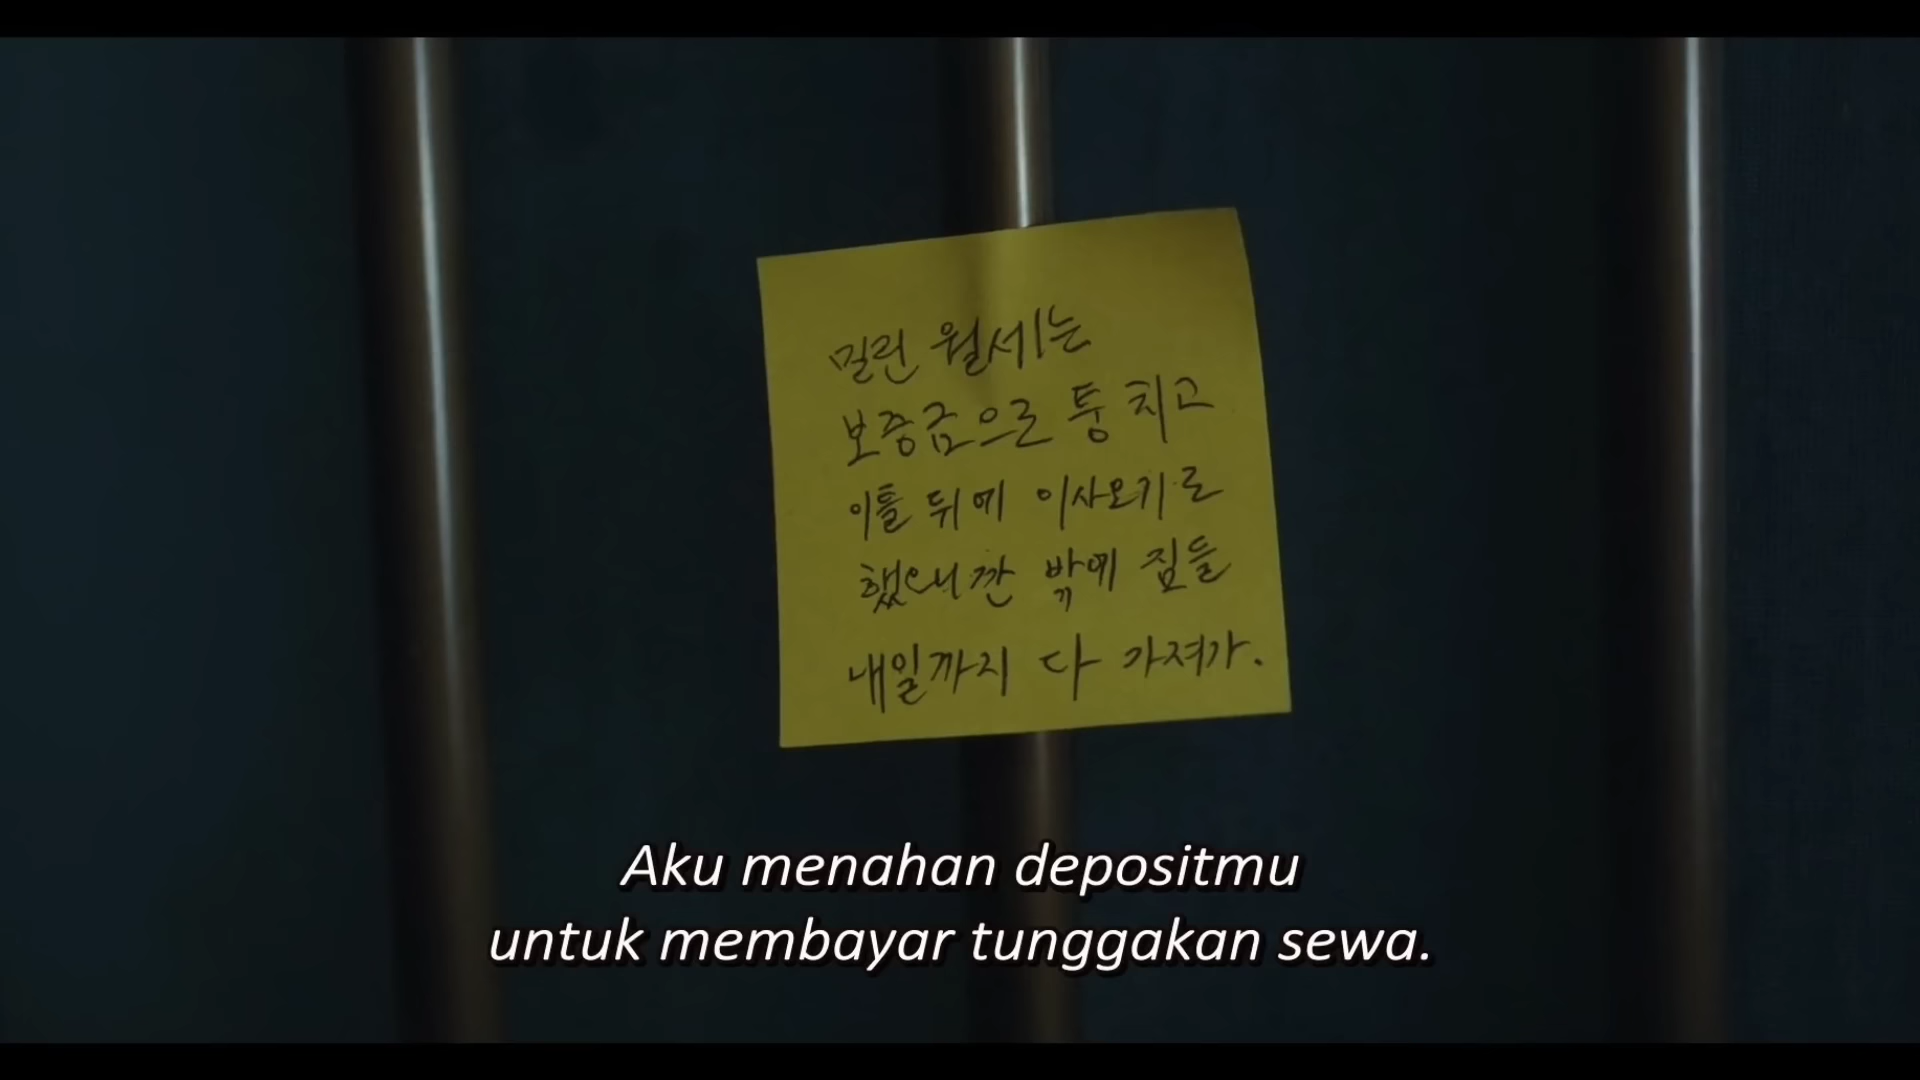 밀린 월세는
보증금으로 퉁 치고
이틀 뒤에 이사오기로
했으니깐 밖에 짐들
내일까지 다 가져가.
Aku menahan depositmu
untuk membayar tunggakan sewa.